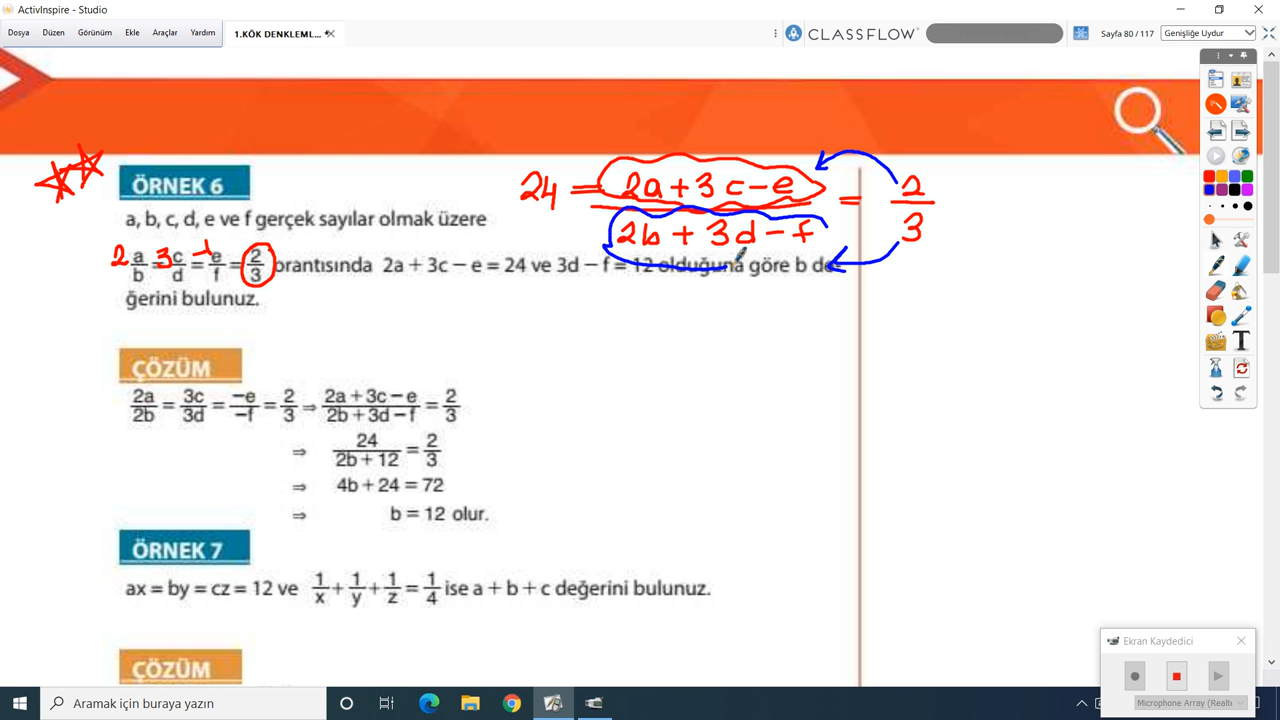 ActivInspire - Studio
Dosya Düzen Görünüm Ekle Araçlar Yardım
1.KÖK DENKLEML...
CLASSFLOW
Sayfa 80 / 117
Genişliğe Uydur
ÖRNEK 6
24 = 2a + 3c - e / 2b + 3d - f = 2/3
a, b, c, d, e ve f gerçek sayılar olmak üzere
2 a/b = 3 c/d = -1 e/f = 2/3 orantısında 2a + 3c − e = 24 ve 3d − f = 12 olduğuna göre b de-
ğerini bulunuz.
ÇÖZÜM
2a/2b = 3c/3d = −e/−f = 2/3 ⇒ 2a + 3c − e / 2b + 3d − f = 2/3
⇒ 24 / 2b + 12 = 2/3
⇒ 4b + 24 = 72
⇒ b = 12 olur.
ÖRNEK 7
ax = by = cz = 12 ve 1/x + 1/y + 1/z = 1/4 ise a + b + c değerini bulunuz.
ÇÖZÜM
Ekran Kaydedici
Microphone Array (Realt
Aramak için buraya yazın